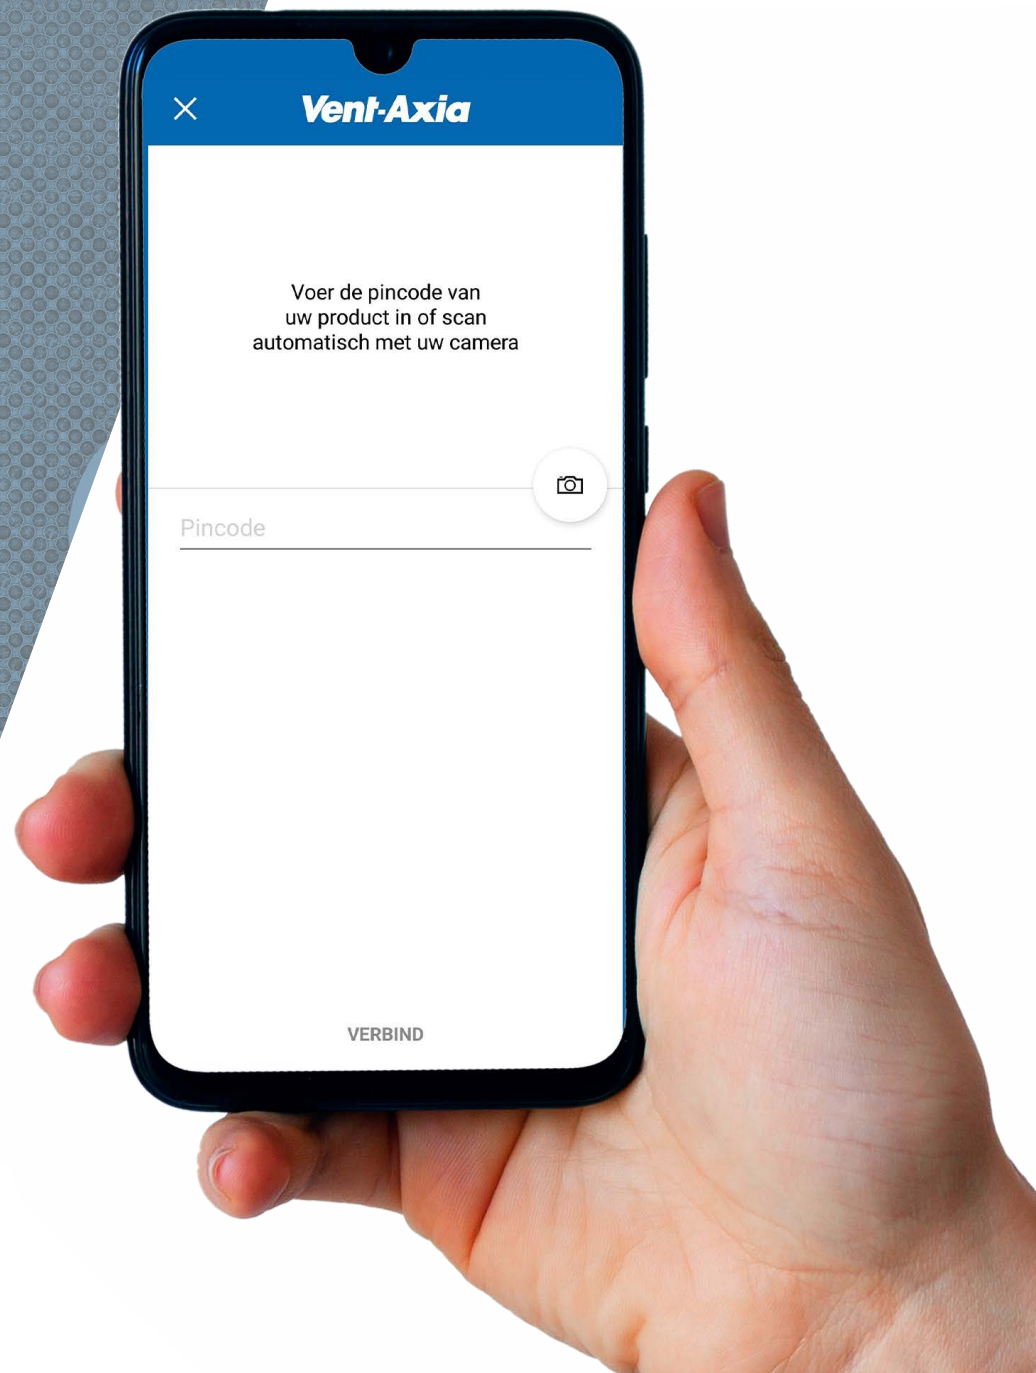 Vent-Axia
Voer de pincode van
uw product in of scan
automatisch met uw camera
Pincode
VERBIND